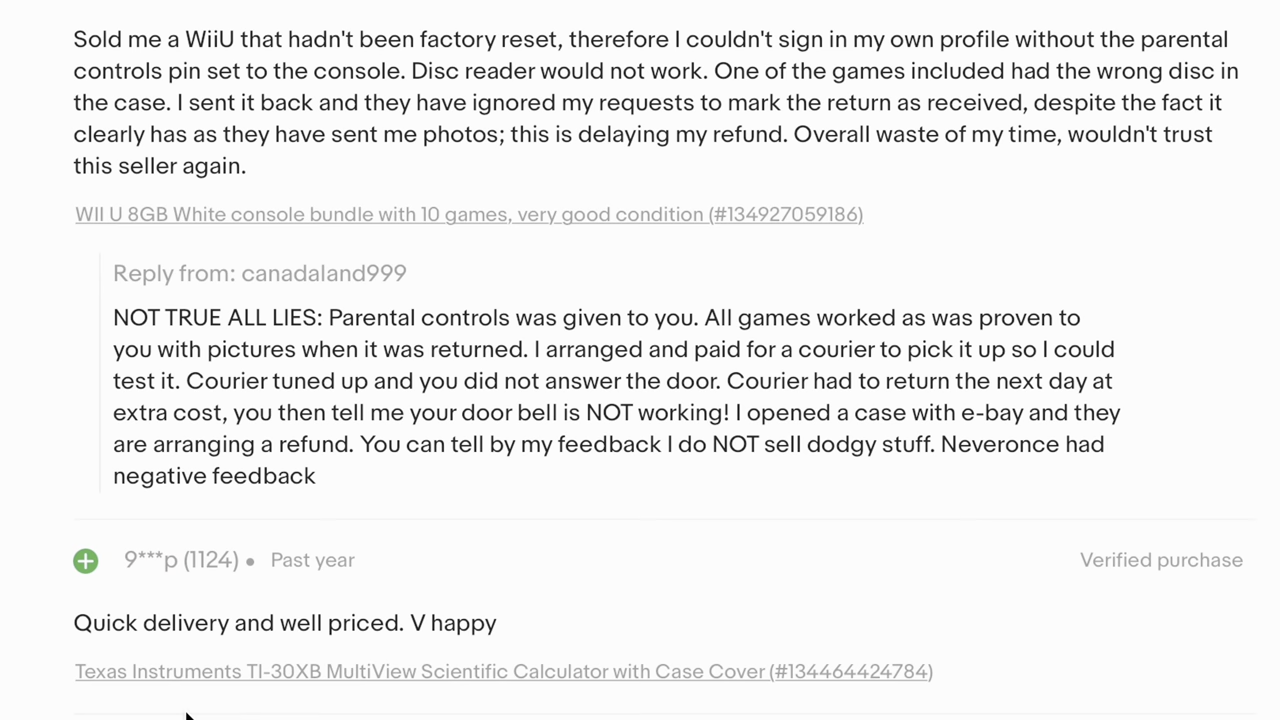 Sold me a WiiU that hadn't been factory reset, therefore I couldn't sign in my own profile without the parental
controls pin set to the console. Disc reader would not work. One of the games included had the wrong disc in
the case. I sent it back and they have ignored my requests to mark the return as received, despite the fact it
clearly has as they have sent me photos; this is delaying my refund. Overall waste of my time, wouldn't trust
this seller again.
WII U 8GB White console bundle with 10 games, very good condition (#134927059186)
Reply from: canadaland999
NOT TRUE ALL LIES: Parental controls was given to you. All games worked as was proven to
you with pictures when it was returned. I arranged and paid for a courier to pick it up so I could
test it. Courier tuned up and you did not answer the door. Courier had to return the next day at
extra cost, you then tell me your door bell is NOT working! I opened a case with e-bay and they
are arranging a refund. You can tell by my feedback I do NOT sell dodgy stuff. Neveronce had
negative feedback
9***p (1124) • Past year
Verified purchase
Quick delivery and well priced. V happy
Texas Instruments TI-30XB MultiView Scientific Calculator with Case Cover (#134464424784)